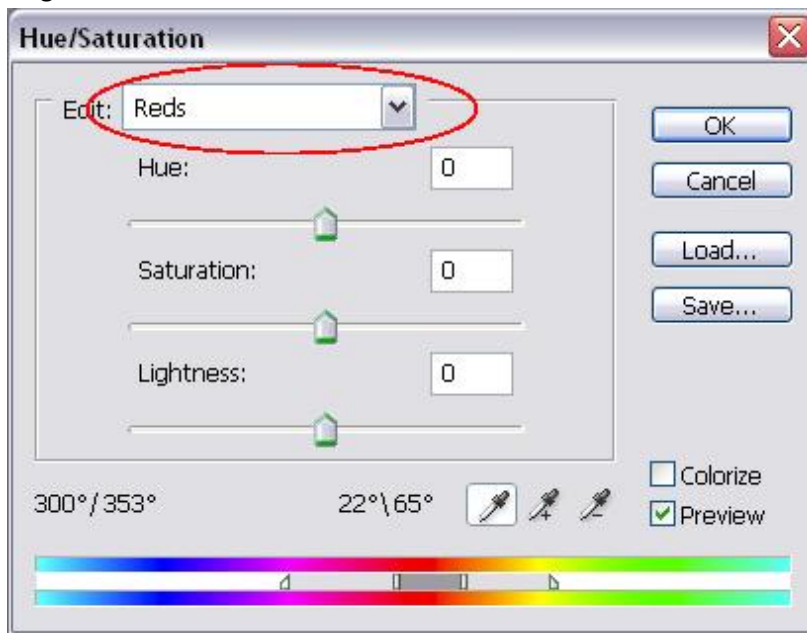 Hue/Saturation
Edit: Reds
OK
Hue: 0
Cancel
Load...
Saturation: 0
Save...
Lightness: 0
Colorize
300°/353° 22°\65°
Preview